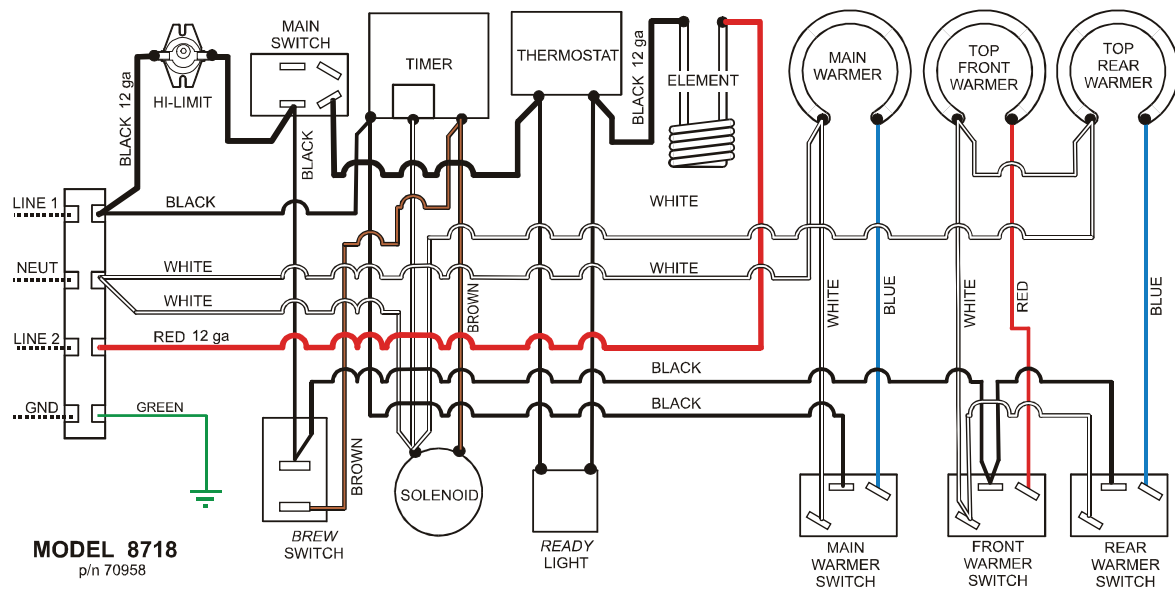 MAIN
SWITCH
HI-LIMIT
TIMER
THERMOSTAT
ELEMENT
MAIN
WARMER
TOP
FRONT
WARMER
TOP
REAR
WARMER
BLACK 12 ga
BLACK
BLACK 12 ga
LINE 1
BLACK
WHITE
NEUT
WHITE
WHITE
WHITE
LINE 2
RED 12 ga
BROWN
WHITE
BLUE
WHITE
RED
BLUE
BLACK
GND
GREEN
BLACK
BROWN
SOLENOID
BREW
SWITCH
READY
LIGHT
MAIN
WARMER
SWITCH
FRONT
WARMER
SWITCH
REAR
WARMER
SWITCH
MODEL 8718
p/n 70958